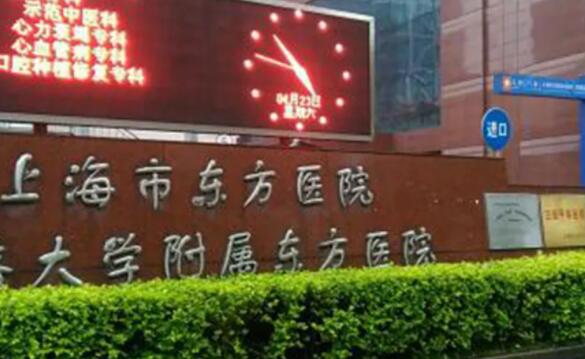 示范中医科
心力衰竭专科
心血管病专科
口腔种植修复专科
04月23日
星期六
进口
上海市东方医院
大学附属东方医院